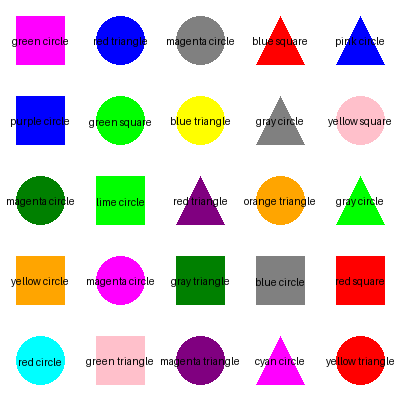 green circle red triangle magenta circle blue square pink circle
purple circle green square blue triangle gray circle yellow square
magenta circle lime circle red triangle orange triangle gray circle
yellow circle magenta circle gray triangle blue circle red square
red circle green triangle magenta triangle cyan circle yellow triangle